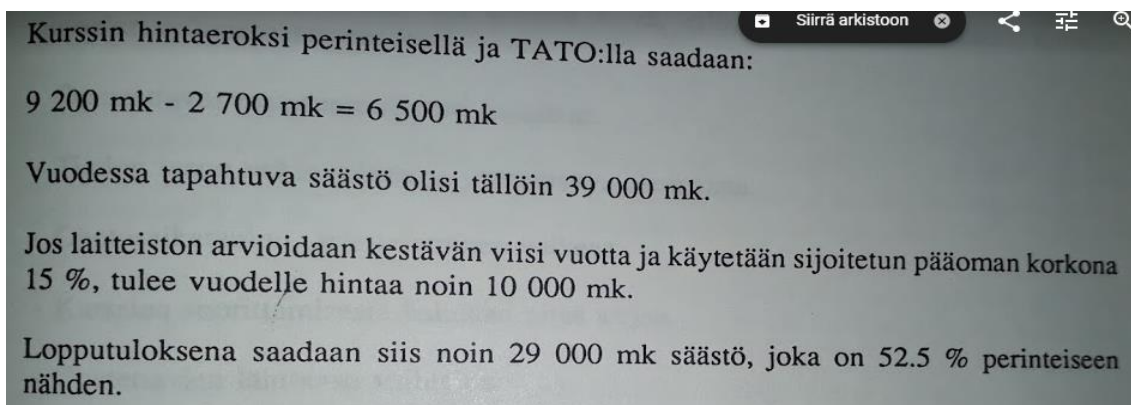 Siirrä arkistoon
Kurssin hintaeroksi perinteisellä ja TATO:lla saadaan:
9 200 mk - 2 700 mk = 6 500 mk
Vuodessa tapahtuva säästö olisi tällöin 39 000 mk.
Jos laitteiston arvioidaan kestävän viisi vuotta ja käytetään sijoitetun pääoman korkona
15 %, tulee vuodelle hintaa noin 10 000 mk.
Lopputuloksena saadaan siis noin 29 000 mk säästö, joka on 52.5 % perinteiseen
nähden.